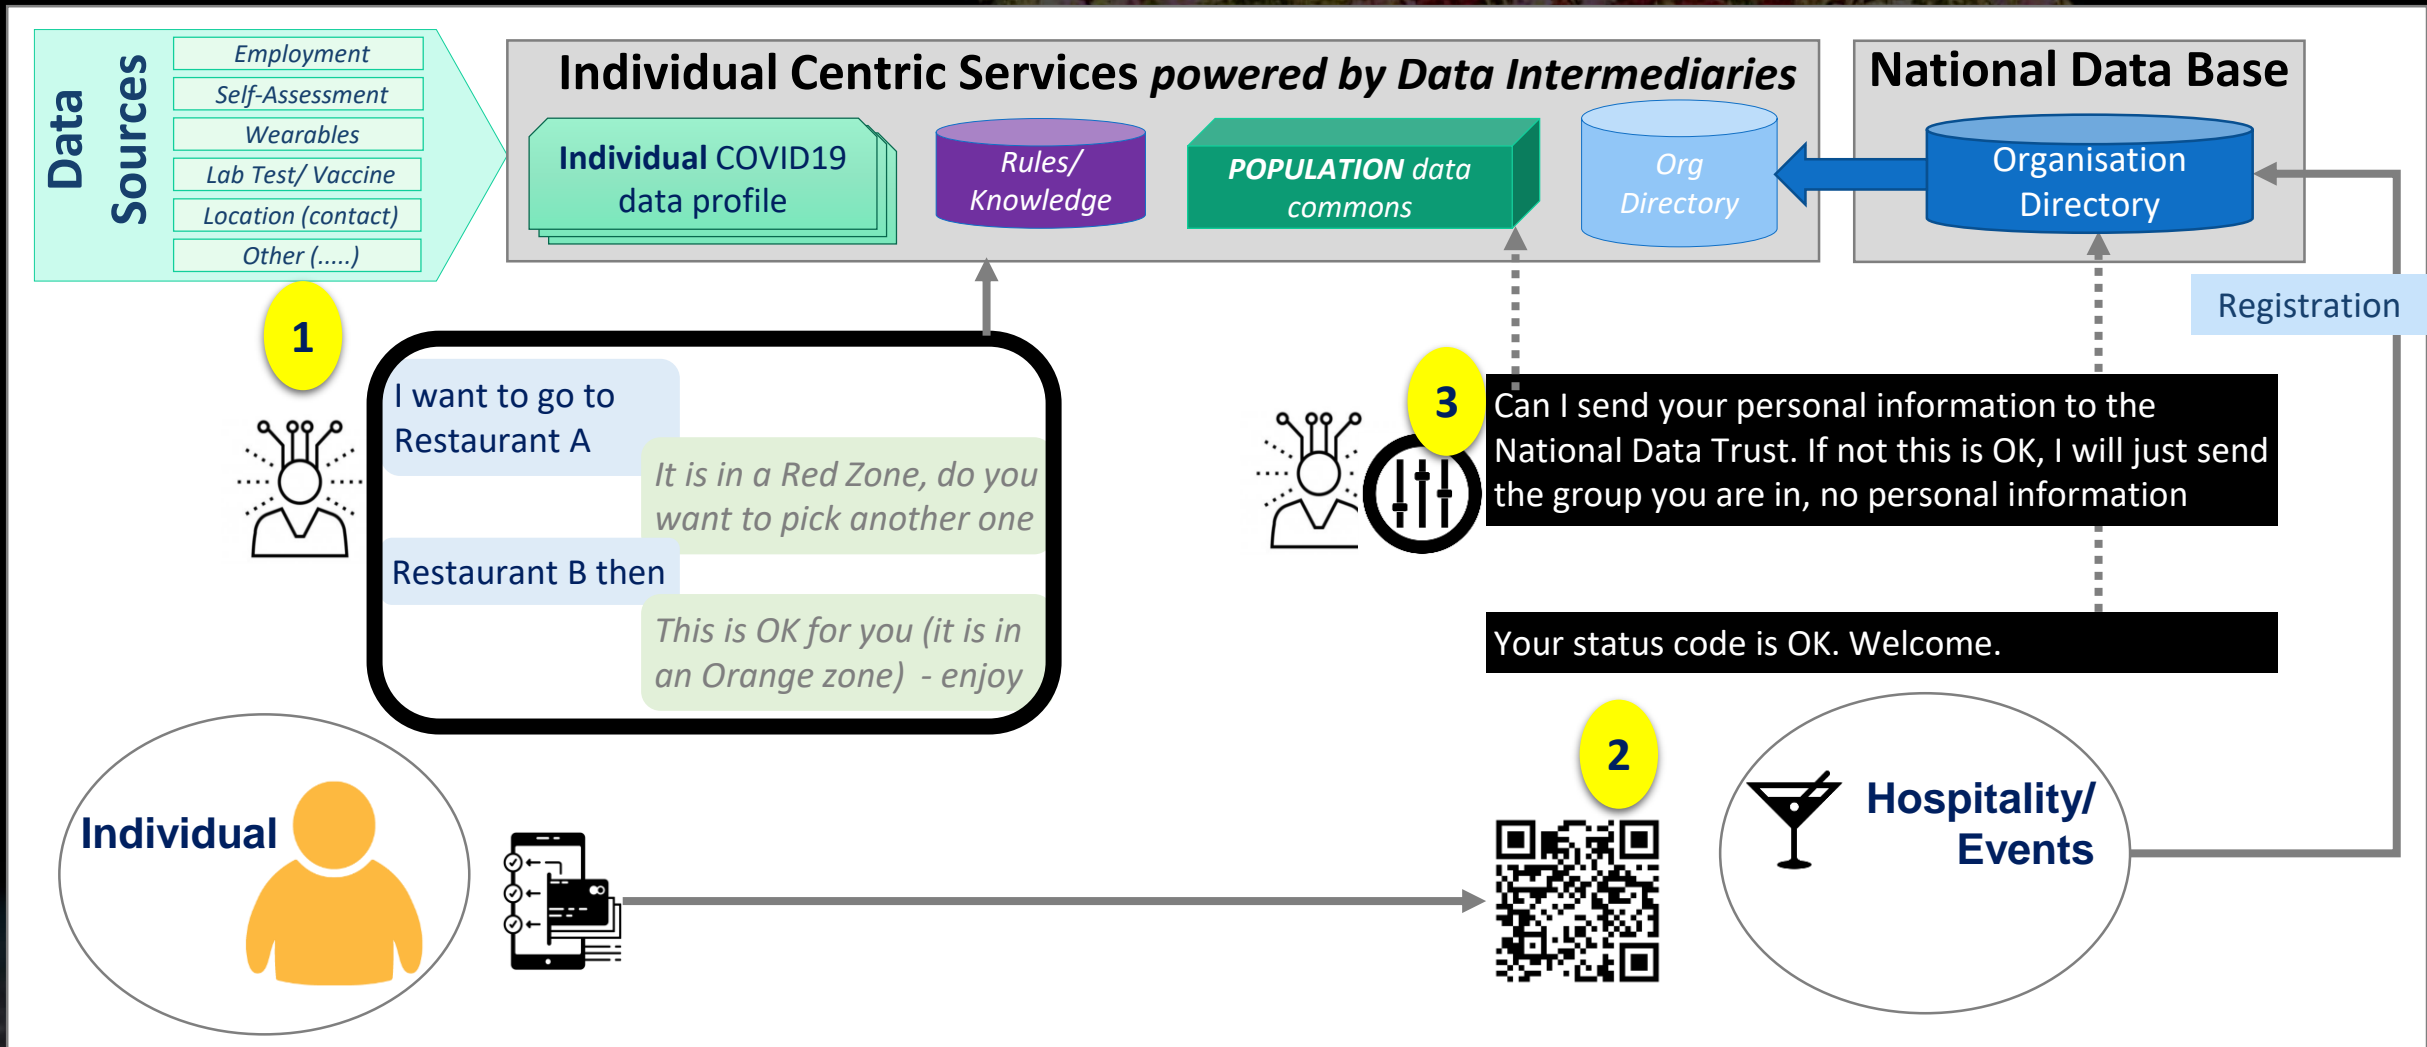 Data
Sources
Employment
Self-Assessment
Wearables
Lab Test/ Vaccine
Location (contact)
Other (.....)
Individual Centric Services powered by Data Intermediaries
Individual COVID19
data profile
Rules/
Knowledge
POPULATION data
commons
Org
Directory
National Data Base
Organisation
Directory
Registration
1
I want to go to
Restaurant A
It is in a Red Zone, do you
want to pick another one
Restaurant B then
This is OK for you (it is in
an Orange zone) - enjoy
3
Can I send your personal information to the
National Data Trust. If not this is OK, I will just send
the group you are in, no personal information
Your status code is OK. Welcome.
2
Individual
Hospitality/
Events